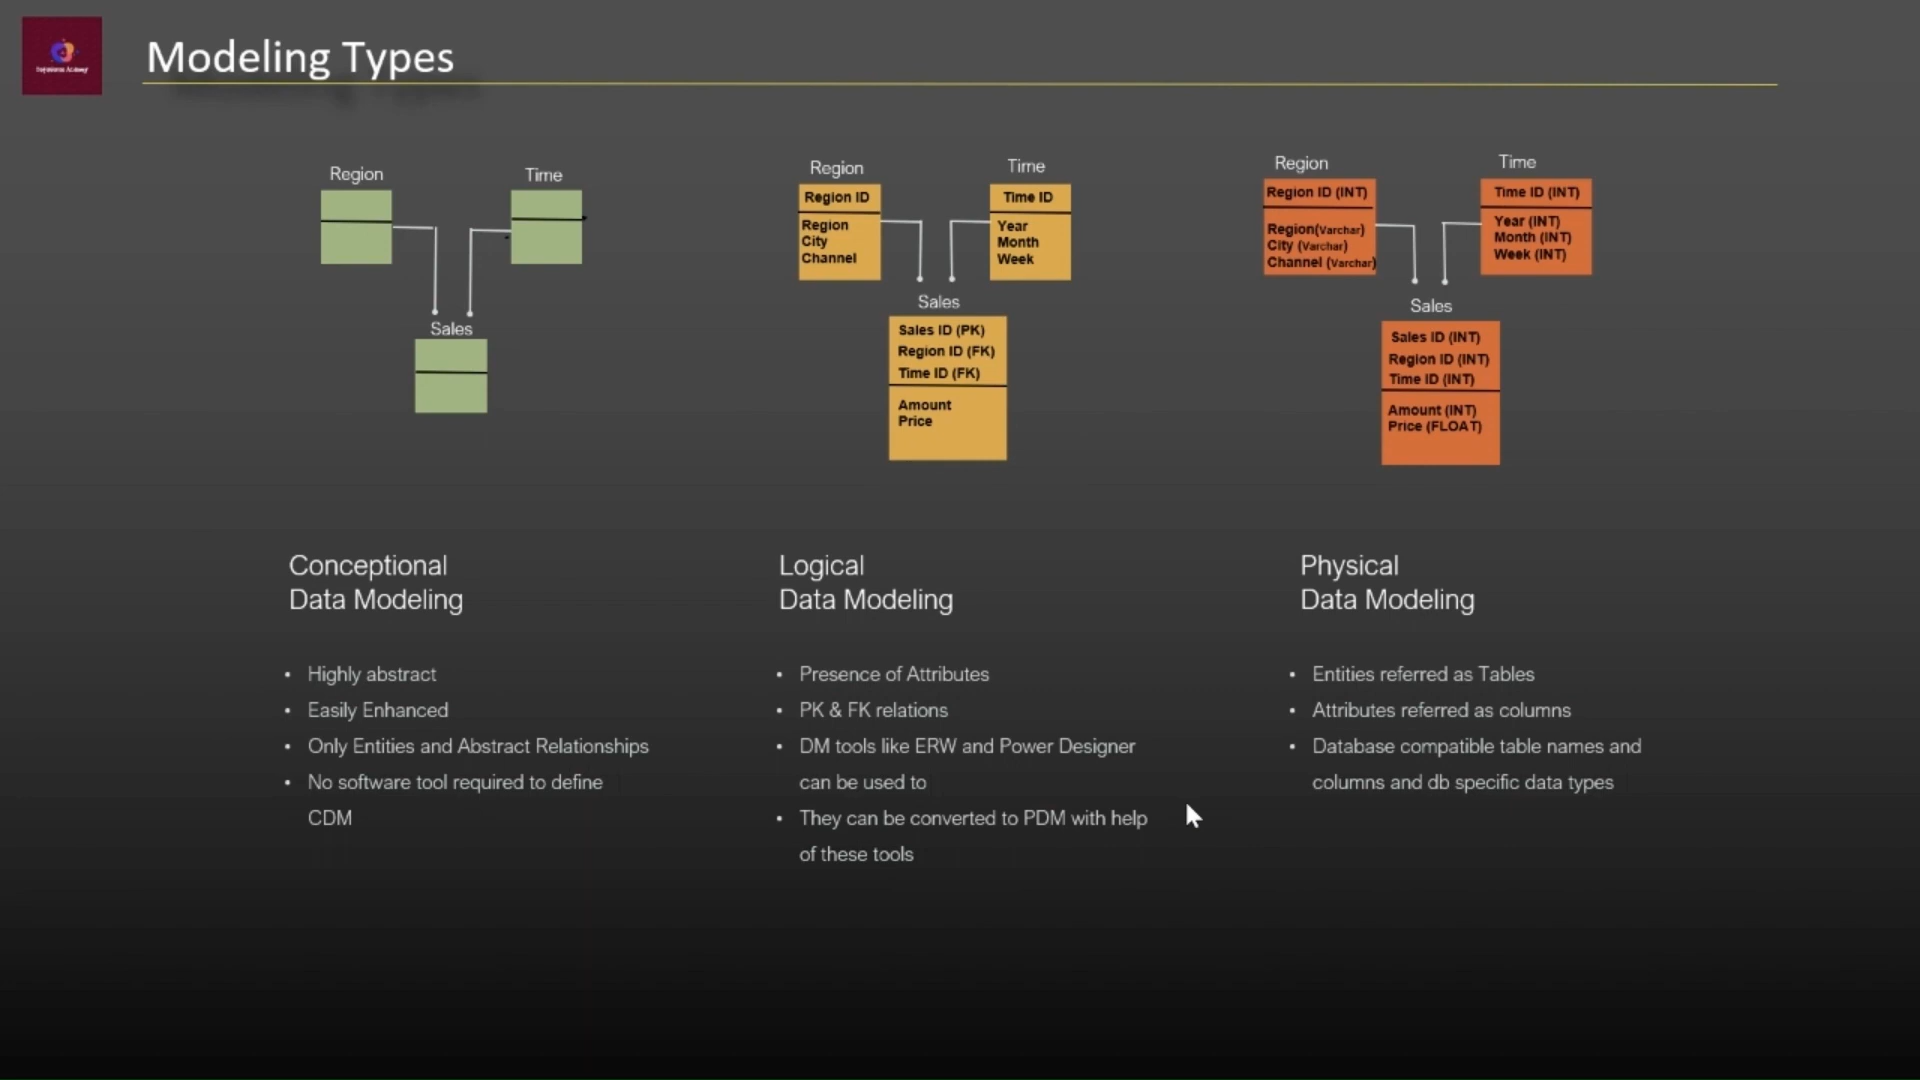 Modeling Types
Region
Time
Sales
Region
Time
Region ID
Region
City
Channel
Time ID
Year
Month
Week
Sales
Sales ID (PK)
Region ID (FK)
Time ID (FK)
Amount
Price
Region
Time
Region ID (INT)
Region(Varchar)
City (Varchar)
Channel (Varchar)
Time ID (INT)
Year (INT)
Month (INT)
Week (INT)
Sales
Sales ID (INT)
Region ID (INT)
Time ID (INT)
Amount (INT)
Price (FLOAT)
Conceptional
Data Modeling
• Highly abstract
• Easily Enhanced
• Only Entities and Abstract Relationships
• No software tool required to define
CDM
Logical
Data Modeling
• Presence of Attributes
• PK & FK relations
• DM tools like ERW and Power Designer
can be used to
• They can be converted to PDM with help
of these tools
Physical
Data Modeling
• Entities referred as Tables
• Attributes referred as columns
• Database compatible table names and
columns and db specific data types